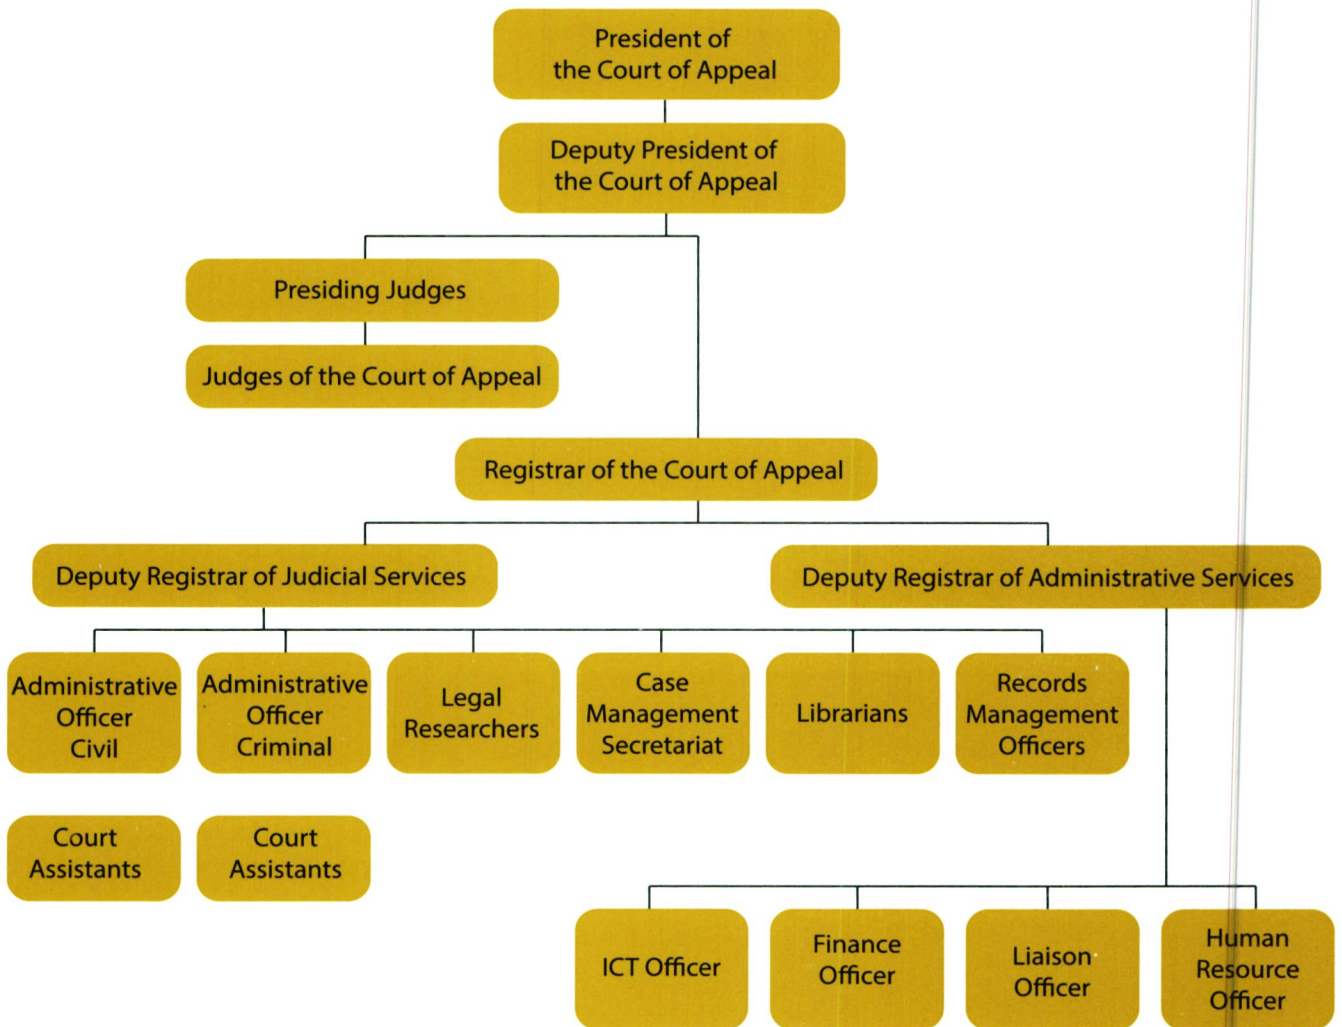 President of
the Court of Appeal
Deputy President of
the Court of Appeal
Presiding Judges
Judges of the Court of Appeal
Registrar of the Court of Appeal
Deputy Registrar of Judicial Services
Deputy Registrar of Administrative Services
Administrative
Officer
Civil
Administrative
Officer
Criminal
Legal
Researchers
Case
Management
Secretariat
Librarians
Records
Management
Officers
Court
Assistants
Court
Assistants
ICT Officer
Finance
Officer
Liaison
Officer
Human
Resource
Officer